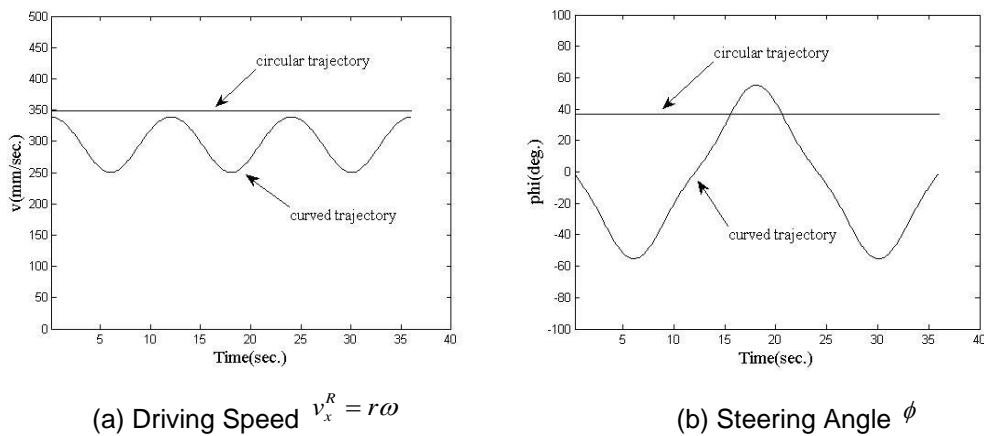 500
450
400
350
300
250
200
150
100
50
0
v(mm/sec.)
circular trajectory
curved trajectory
5 10 15 20 25 30 35 40
Time(sec.)
100
80
60
40
20
0
-20
-40
-60
-80
-100
phi(deg.)
circular trajectory
curved trajectory
5 10 15 20 25 30 35 40
Time(sec.)
(a) Driving Speed $v_x^R = r\omega$
(b) Steering Angle $\phi$